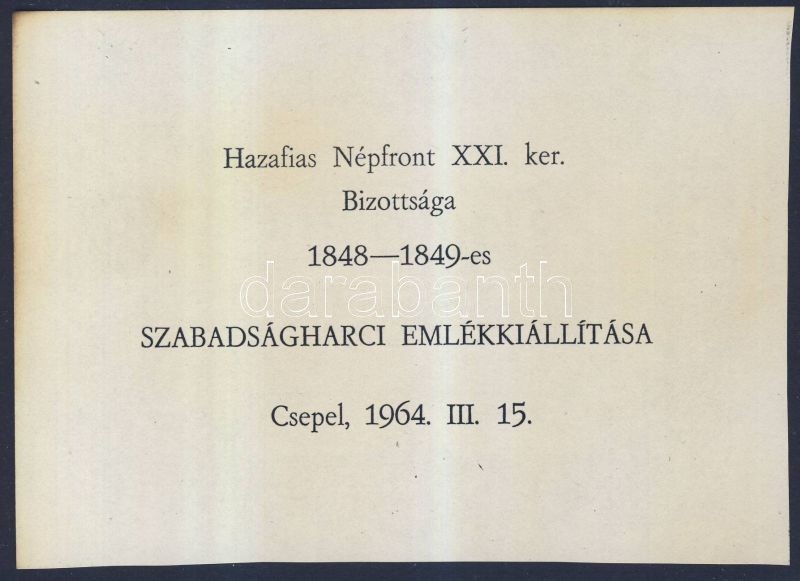 Hazafias Népfront XXI. ker.
Bizottsága
1848—1849-es
darabanth
SZABADSÁGHARCI EMLÉKKIÁLLÍTÁSA
Csepel, 1964. III. 15.